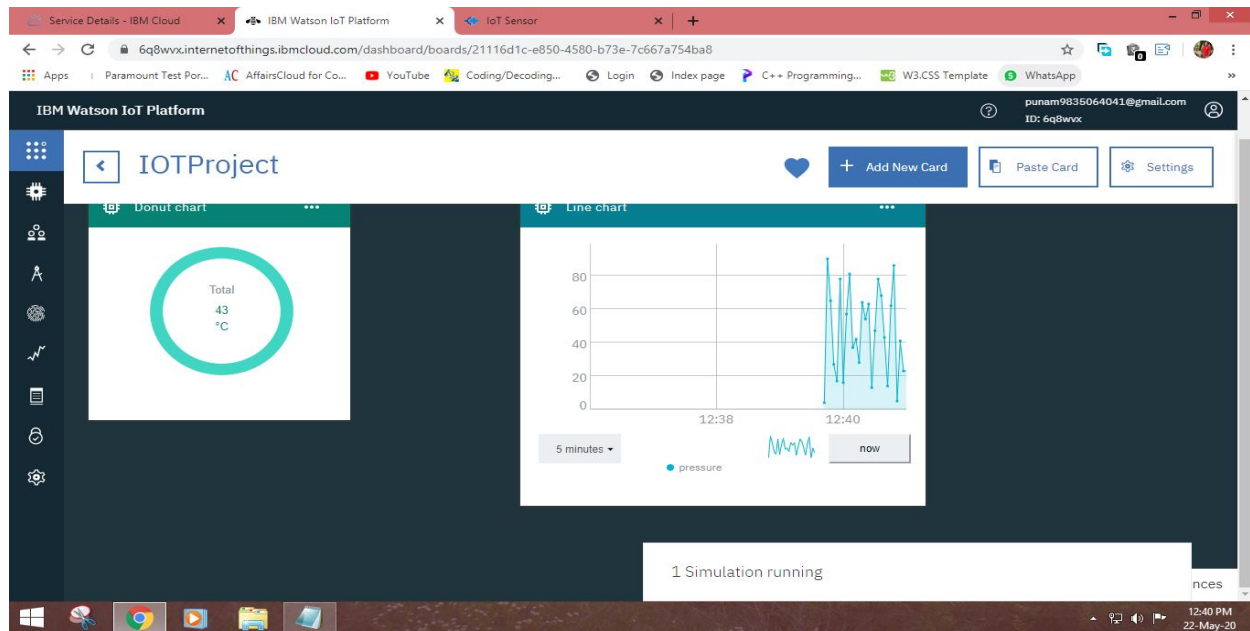 Service Details - IBM Cloud
IBM Watson IoT Platform
IoT Sensor
6q8wvx.internetofthings.ibmcloud.com/dashboard/boards/21116d1c-e850-4580-b73e-7c667a754ba8
Apps
Paramount Test Por...
AffairsCloud for Co...
YouTube
Coding/Decoding...
Login
Index page
C++ Programming...
W3.CSS Template
WhatsApp
IBM Watson IoT Platform
punam9835064041@gmail.com
ID: 6q8wvx
IOTProject
Add New Card
Paste Card
Settings
Donut chart
Line chart
Total
43
°C
80
60
40
20
0
12:38
12:40
5 minutes
now
pressure
1 Simulation running
nces
12:40 PM
22-May-20